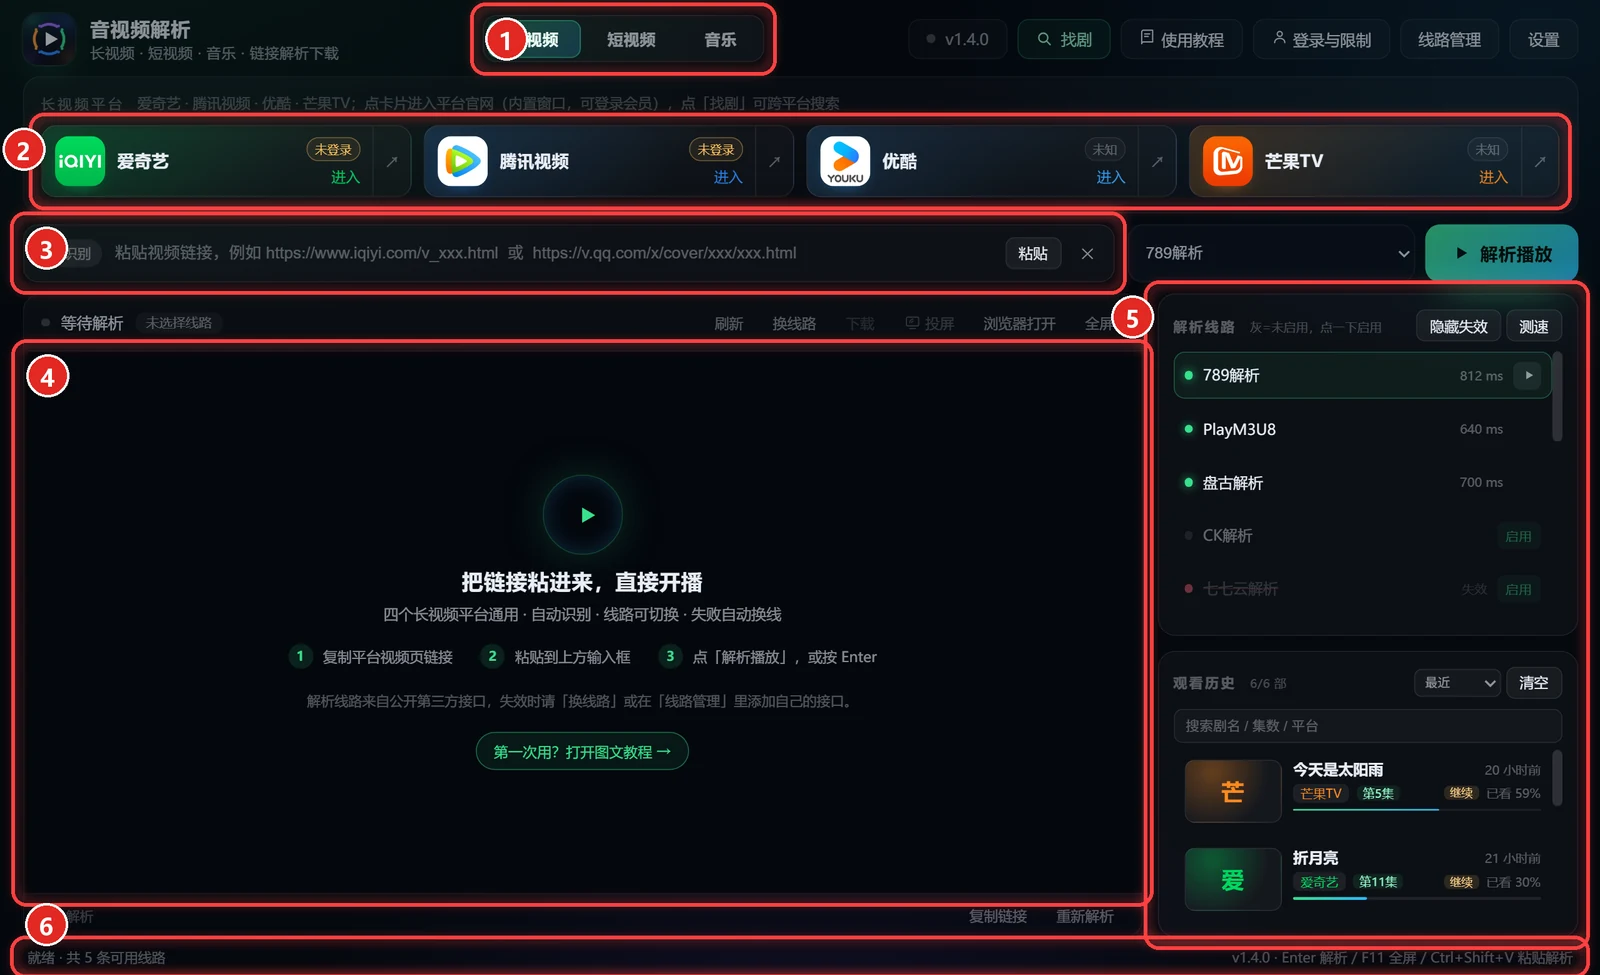 音视频解析
长视频 · 短视频 · 音乐 · 链接解析下载
1
视频
短视频
音乐
v1.4.0
找剧
使用教程
登录与限制
线路管理
设置
长视频平台 爱奇艺 · 腾讯视频 · 优酷 · 芒果TV；点卡片进入平台官网（内置窗口，可登录会员），点「找剧」可跨平台搜索
2
iQIYI
爱奇艺
未登录
进入
腾讯视频
未登录
进入
YOUKU
优酷
未知
进入
芒果TV
未知
进入
3
识别
粘贴视频链接，例如 https://www.iqiyi.com/v_xxx.html 或 https://v.qq.com/x/cover/xxx/xxx.html
粘贴
789解析
解析播放
等待解析
未选择线路
刷新
换线路
下载
投屏
浏览器打开
全屏
5
解析线路 灰=未启用，点一下启用
隐藏失效
测速
4
789解析
812 ms
PlayM3U8
640 ms
盘古解析
700 ms
CK解析
启用
七七云解析
失效
启用
把链接粘进来，直接开播
四个长视频平台通用 · 自动识别 · 线路可切换 · 失败自动换线
1 复制平台视频页链接
2 粘贴到上方输入框
3 点「解析播放」，或按 Enter
解析线路来自公开第三方接口，失效时请「换线路」或在「线路管理」里添加自己的接口。
第一次用？打开图文教程 →
观看历史 6/6 部
最近
清空
搜索剧名 / 集数 / 平台
芒
今天是太阳雨
20 小时前
芒果TV 第5集
继续 已看 59%
爱
折月亮
21 小时前
爱奇艺 第11集
继续 已看 30%
6
解析
复制链接
重新解析
就绪 · 共 5 条可用线路
v1.4.0 · Enter 解析 / F11 全屏 / Ctrl+Shift+V 粘贴解析